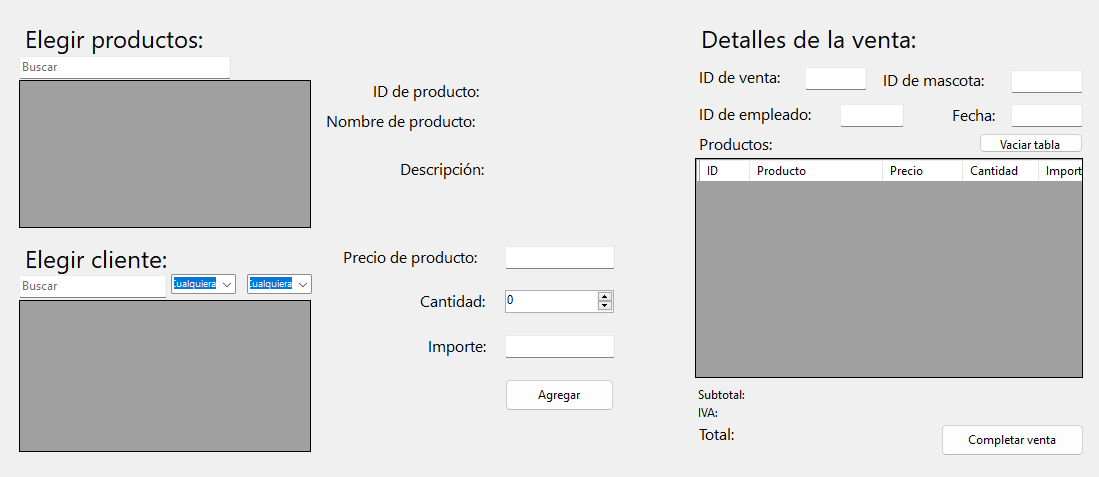 Elegir productos:
Buscar
ID de producto:
Nombre de producto:
Descripción:
Elegir cliente:
Buscar
Cualquiera
Cualquiera
Precio de producto:
Cantidad:
0
Importe:
Agregar
Detalles de la venta:
ID de venta:
ID de mascota:
ID de empleado:
Fecha:
Productos:
Vaciar tabla
ID Producto Precio Cantidad Import
Subtotal:
IVA:
Total:
Completar venta